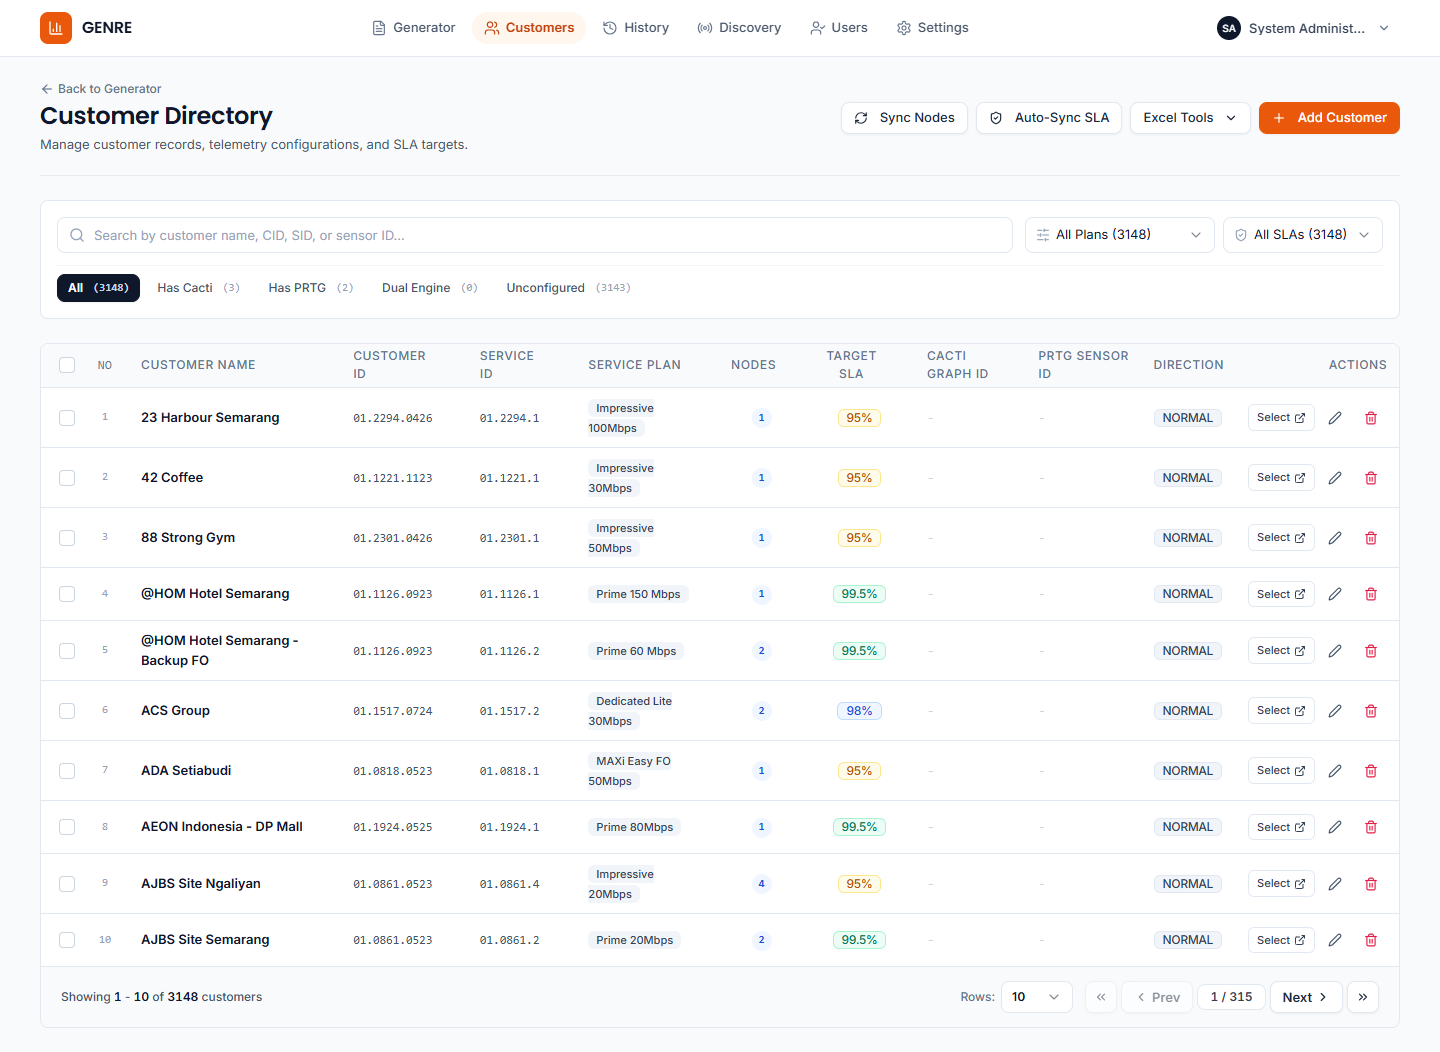 GENRE
Generator
Customers
History
Discovery
Users
Settings
SA
System Administ...
Back to Generator
Customer Directory
Manage customer records, telemetry configurations, and SLA targets.
Sync Nodes
Auto-Sync SLA
Excel Tools
Add Customer
Search by customer name, CID, SID, or sensor ID...
All Plans (3148)
All SLAs (3148)
All (3148)
Has Cacti (3)
Has PRTG (2)
Dual Engine (0)
Unconfigured (3143)
NO
CUSTOMER NAME
CUSTOMER
ID
SERVICE
ID
SERVICE PLAN
NODES
TARGET
SLA
CACTI
GRAPH ID
PRTG SENSOR
ID
DIRECTION
ACTIONS
1
23 Harbour Semarang
01.2294.0426
01.2294.1
Impressive
100Mbps
1
95%
-
-
NORMAL
Select
2
42 Coffee
01.1221.1123
01.1221.1
Impressive
30Mbps
1
95%
-
-
NORMAL
Select
3
88 Strong Gym
01.2301.0426
01.2301.1
Impressive
50Mbps
1
95%
-
-
NORMAL
Select
4
@HOM Hotel Semarang
01.1126.0923
01.1126.1
Prime 150 Mbps
1
99.5%
-
-
NORMAL
Select
5
@HOM Hotel Semarang -
Backup FO
01.1126.0923
01.1126.2
Prime 60 Mbps
2
99.5%
-
-
NORMAL
Select
6
ACS Group
01.1517.0724
01.1517.2
Dedicated Lite
30Mbps
2
98%
-
-
NORMAL
Select
7
ADA Setiabudi
01.0818.0523
01.0818.1
MAXi Easy FO
50Mbps
1
95%
-
-
NORMAL
Select
8
AEON Indonesia - DP Mall
01.1924.0525
01.1924.1
Prime 80Mbps
1
99.5%
-
-
NORMAL
Select
9
AJBS Site Ngaliyan
01.0861.0523
01.0861.4
Impressive
20Mbps
4
95%
-
-
NORMAL
Select
10
AJBS Site Semarang
01.0861.0523
01.0861.2
Prime 20Mbps
2
99.5%
-
-
NORMAL
Select
Showing 1 - 10 of 3148 customers
Rows:
10
Prev
1 / 315
Next